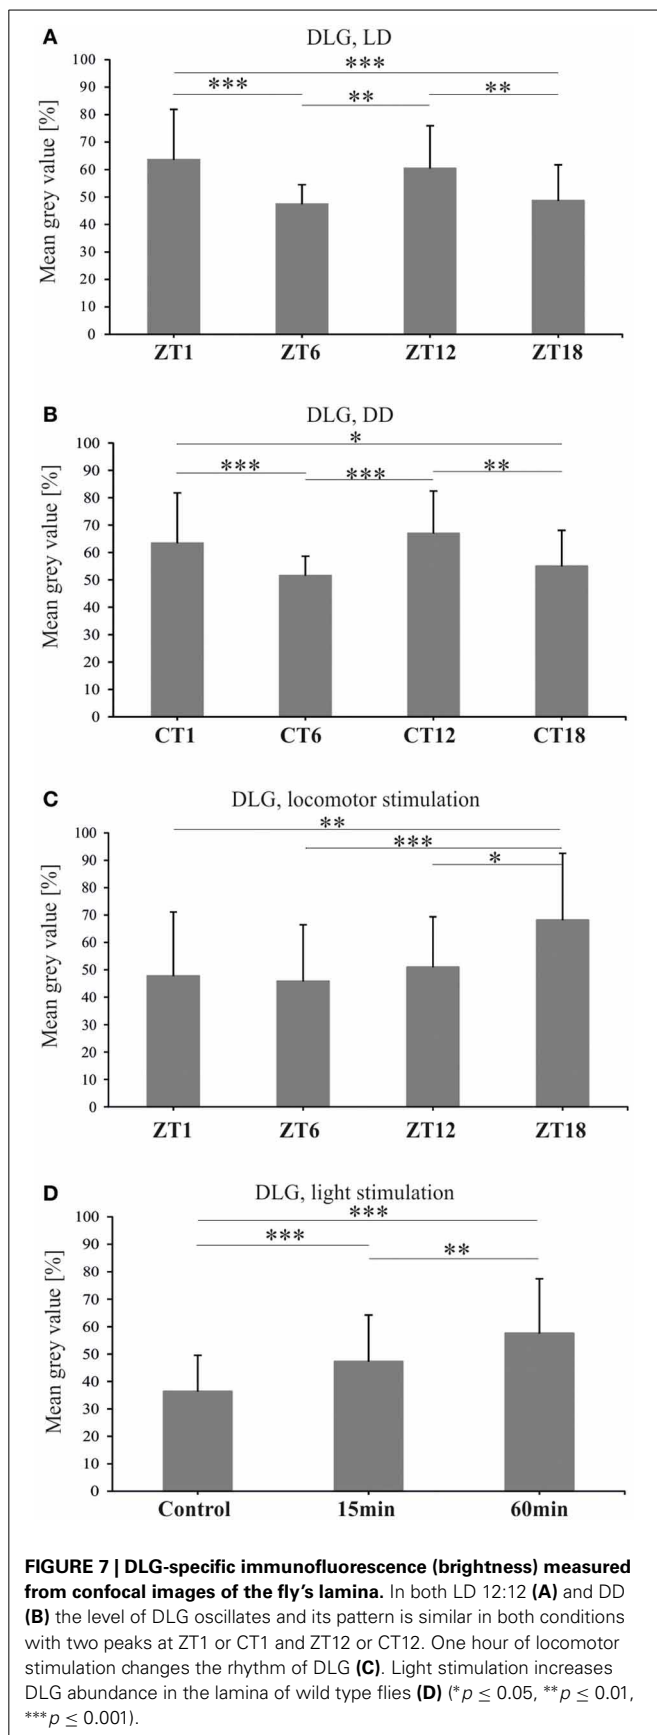 A
DLG, LD
Mean grey value [%]
100
90
80
70
60
50
40
30
20
10
0
***
***
**
**
ZT1 ZT6 ZT12 ZT18
B
DLG, DD
Mean grey value [%]
100
90
80
70
60
50
40
30
20
10
0
*
***
***
**
CT1 CT6 CT12 CT18
C
DLG, locomotor stimulation
Mean grey value [%]
100
90
80
70
60
50
40
30
20
10
0
**
***
*
ZT1 ZT6 ZT12 ZT18
D
DLG, light stimulation
Mean grey value [%]
100
90
80
70
60
50
40
30
20
10
0
***
***
**
Control 15min 60min
FIGURE 7 | DLG-specific immunofluorescence (brightness) measured
from confocal images of the fly's lamina. In both LD 12:12 (A) and DD
(B) the level of DLG oscillates and its pattern is similar in both conditions
with two peaks at ZT1 or CT1 and ZT12 or CT12. One hour of locomotor
stimulation changes the rhythm of DLG (C). Light stimulation increases
DLG abundance in the lamina of wild type flies (D) (*p ≤ 0.05, **p ≤ 0.01,
***p ≤ 0.001).